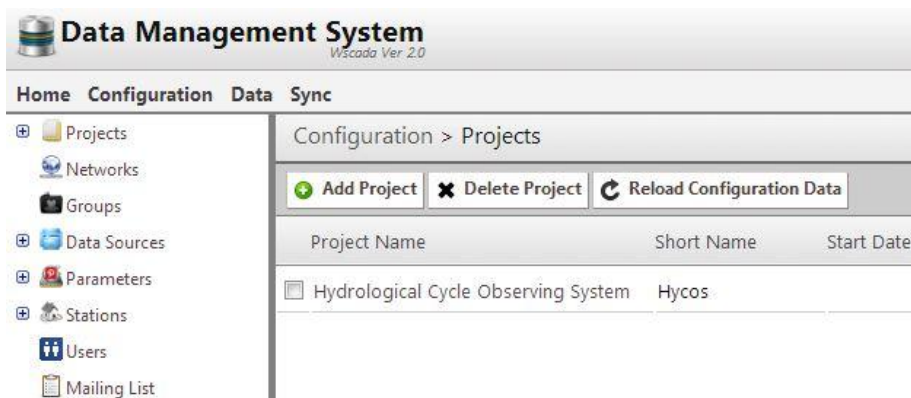 Data Management System
Wscada Ver 2.0
Home Configuration Data Sync
Projects
Networks
Groups
Data Sources
Parameters
Stations
Users
Mailing List
Configuration > Projects
Add Project Delete Project Reload Configuration Data
Project Name Short Name Start Date
Hydrological Cycle Observing System Hycos